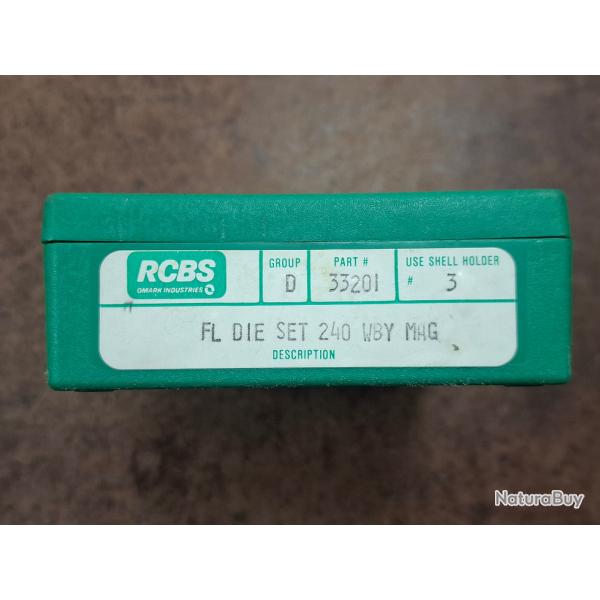 RCBS
OMARK INDUSTRIES
GROUP
D
PART #
33201
USE SHELL HOLDER
# 3
FL DIE SET 240 WBY MAG
DESCRIPTION
NaturaBuy